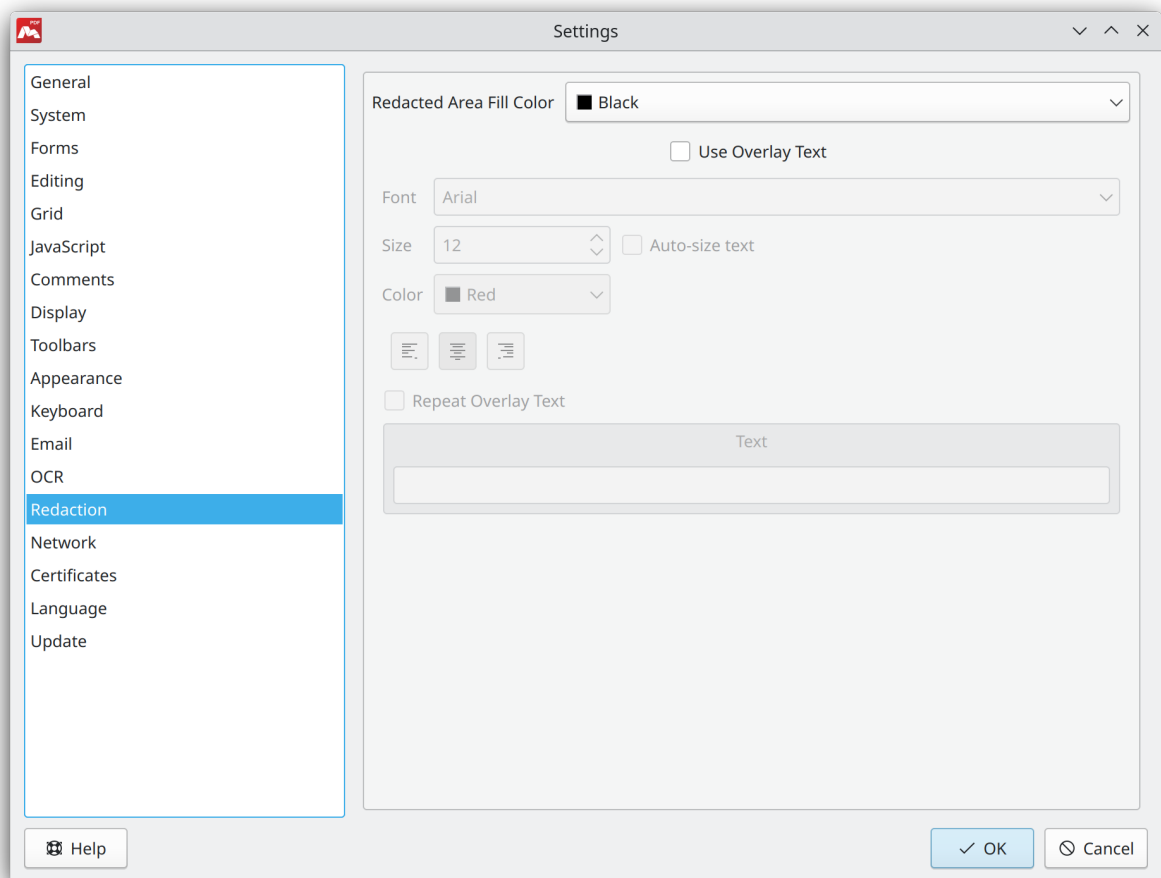 PDF
Settings
General
System
Forms
Editing
Grid
JavaScript
Comments
Display
Toolbars
Appearance
Keyboard
Email
OCR
Redaction
Network
Certificates
Language
Update
Redacted Area Fill Color Black
Use Overlay Text
Font Arial
Size 12 Auto-size text
Color Red
Repeat Overlay Text
Text
Help OK Cancel